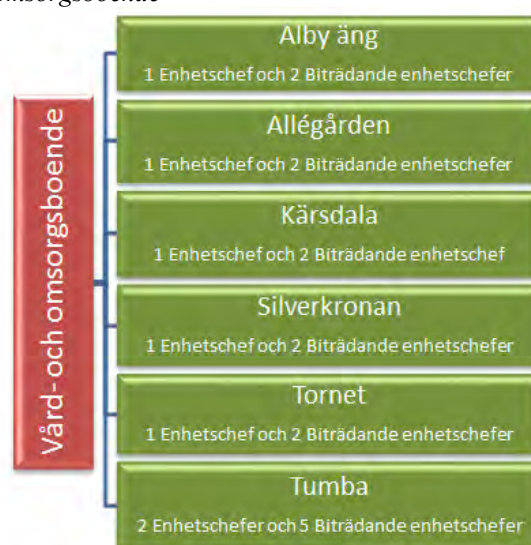 Vård- och omsorgsboende
Alby äng
1 Enhetschef och 2 Biträdande enhetschefer
Allégården
1 Enhetschef och 2 Biträdande enhetschefer
Kärsdala
1 Enhetschef och 2 Biträdande enhetschef
Silverkronan
1 Enhetschef och 2 Biträdande enhetschefer
Tornet
1 Enhetschef och 2 Biträdande enhetschefer
Tumba
2 Enhetschefer och 5 Biträdande enhetschefer